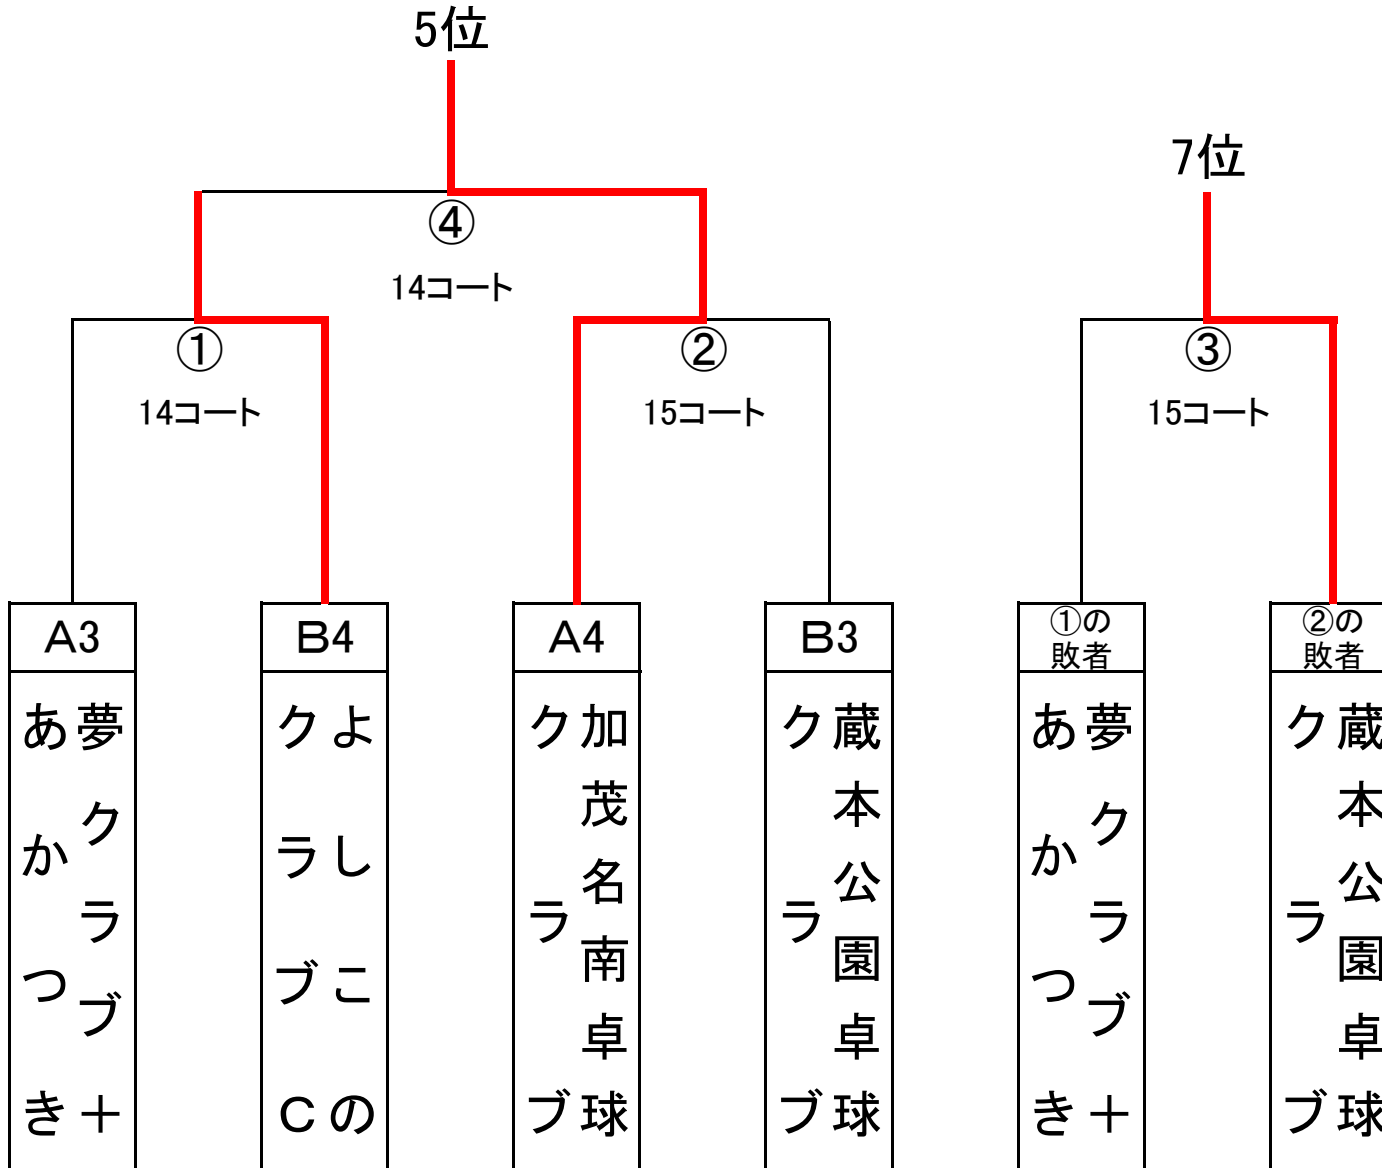 5位
7位
④
14コート
①
14コート
②
15コート
③
15コート
A3
B4
A4
B3
①の
敗者
②の
敗者
夢クラブ＋
あかつき
よしこの
クラブC
加茂名南卓球
クラブ
蔵本公園卓球
クラブ
夢クラブ＋
あかつき
蔵本公園卓球
クラブ